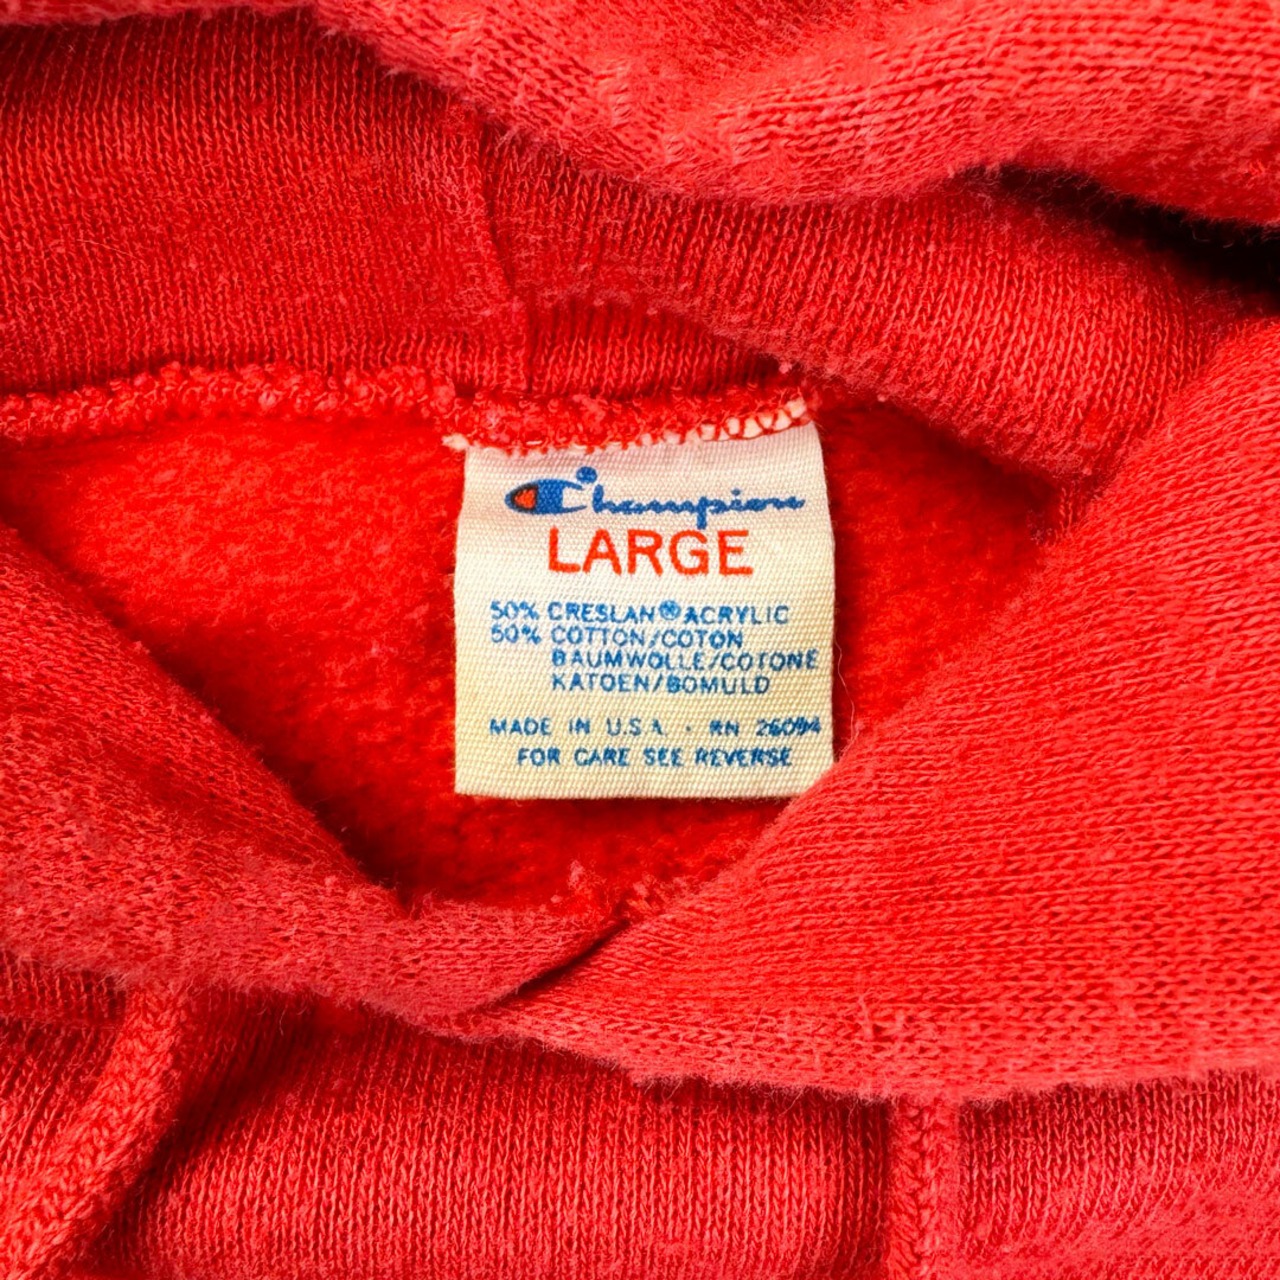 Champion
LARGE
50% CRESLAN® ACRYLIC
50% COTTON/COTON
BAUMWOLLE/COTONE
KATOEN/BOMULD
MADE IN U.S.A. · RN 26094
FOR CARE SEE REVERSE